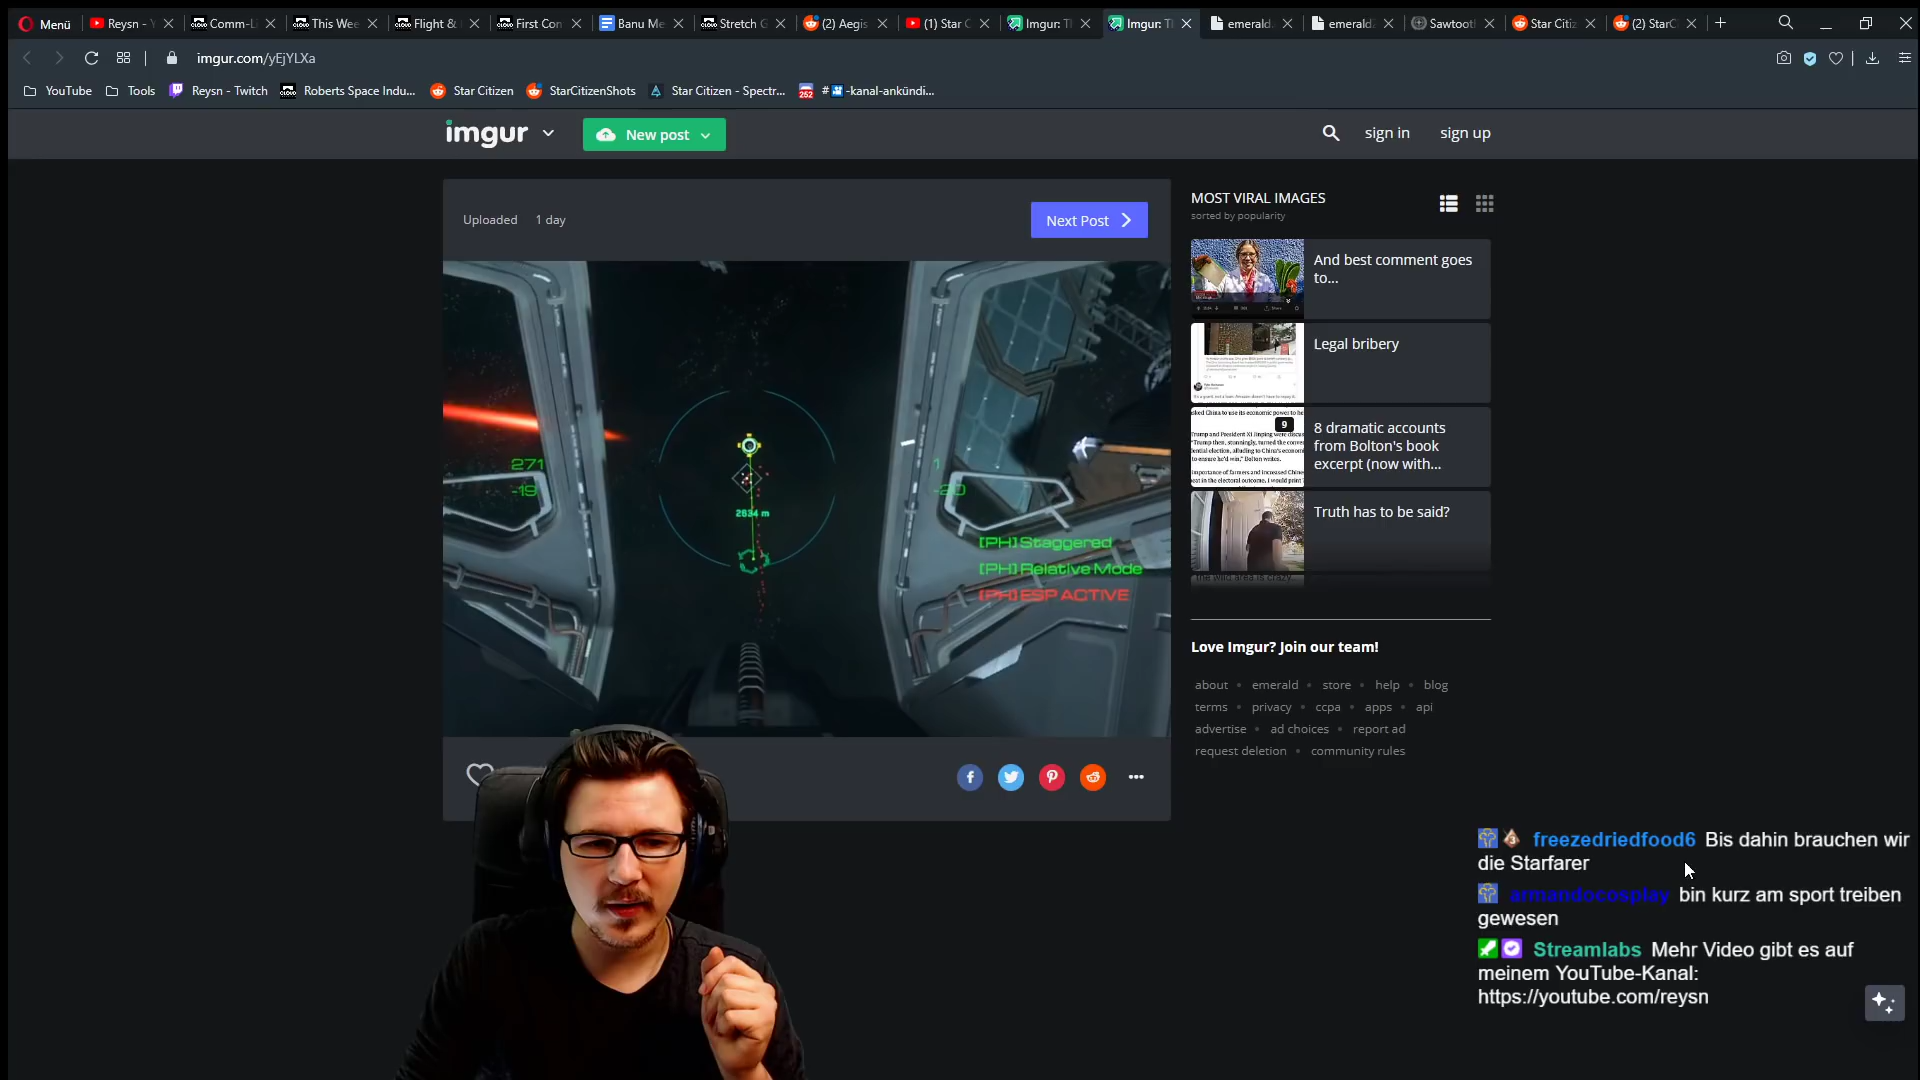 Menü
Reysn -
Comm-Li
This Wee
Flight &
First Con
Banu Me
Stretch G
Aegis
(1) Star C
Imgur: T
Imgur: T
emerald
emerald
Sawtoot
Star Citiz
(2) StarC
imgur.com/yEjYLXa
YouTube
Tools
Reysn - Twitch
Roberts Space Indu...
Star Citizen
StarCitizenShots
Star Citizen - Spectr...
252
#
-kanal-ankündi...
imgur
New post
sign in
sign up
Uploaded 1 day
Next Post
271
-19
2634 m
1
-20
[PH] Staggered
[PH] Relative Mode
[PH] ESP ACTIVE
MOST VIRAL IMAGES
sorted by popularity
And best comment goes
to...
Legal bribery
9
8 dramatic accounts
from Bolton's book
excerpt (now with...
Truth has to be said?
Love Imgur? Join our team!
about • emerald • store • help • blog
terms • privacy • ccpa • apps • api
advertise • ad choices • report ad
request deletion • community rules
freezedriedfood6 Bis dahin brauchen wir
die Starfarer
armandocosplay bin kurz am sport treiben
gewesen
Streamlabs Mehr Video gibt es auf
meinem YouTube-Kanal:
https://youtube.com/reysn